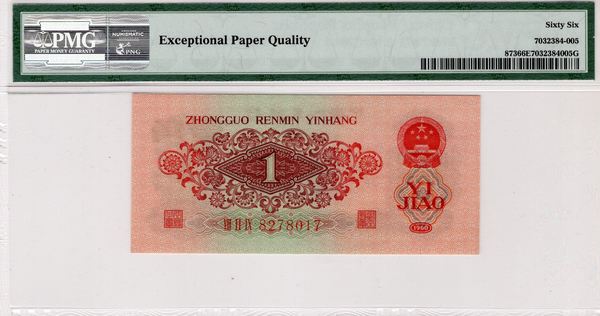 PMG
PAPER MONEY GUARANTY
NUMISMATIC
PNG
Exceptional Paper Quality
Sixty Six
7032384-005
87366E7032384005G
ZHONGGUO RENMIN YINHANG
1
YI
JIAO
1960
8278017